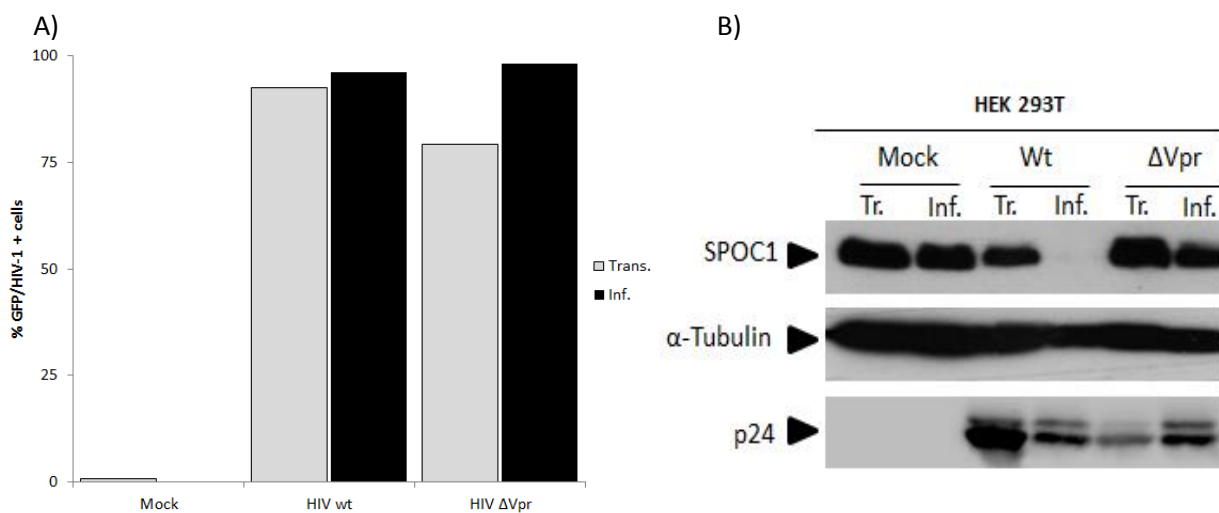 A)
100
75
50
25
0
% GFP/HIV-1 + cells
Mock
HIV wt
HIV ΔVpr
Trans.
Inf.
B)
HEK 293T
Mock Wt ΔVpr
Tr. Inf. Tr. Inf. Tr. Inf.
SPOC1
α-Tubulin
p24